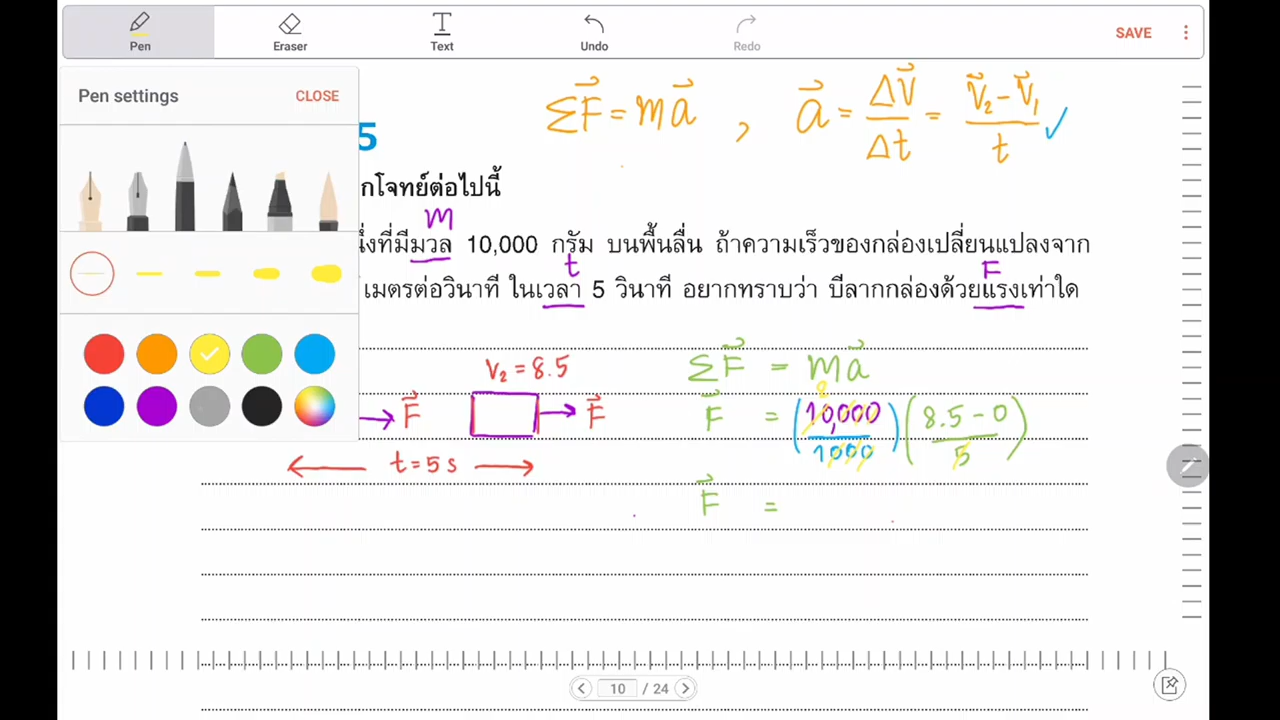 Pen
Eraser
Text
Undo
Redo
SAVE
Pen settings
CLOSE
ΣF⃗ = ma⃗ , a⃗ = Δv⃗/Δt = (v⃗₂ − v⃗₁)/t ✓
5
กโจทย์ต่อไปนี้
m
มวล 10,000 กรัม บนพื้นลื่น ถ้าความเร็วของกล่องเปลี่ยนแปลงจาก
t F
เมตรต่อวินาที ในเวลา 5 วินาที อยากทราบว่า บีลากกล่องด้วยแรงเท่าใด
V₂ = 8.5
F⃗ F⃗
t = 5 s
ΣF⃗ = ma⃗
F⃗ = (10,000/1000)((8.5 − 0)/5)
F⃗ =
10 / 24